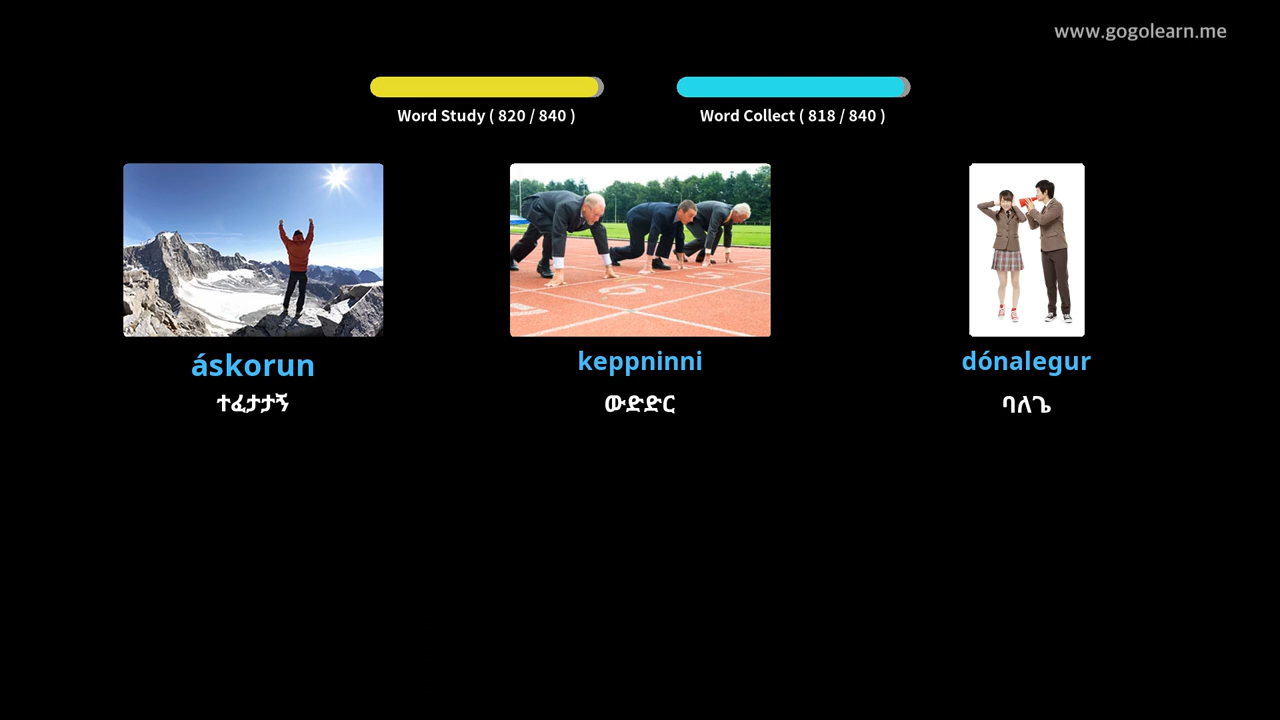 www.gogolearn.me
Word Study ( 820 / 840 )
Word Collect ( 818 / 840 )
áskorun
keppninni
dónalegur
ተፈታታኝ
ውድድር
ባለጌ